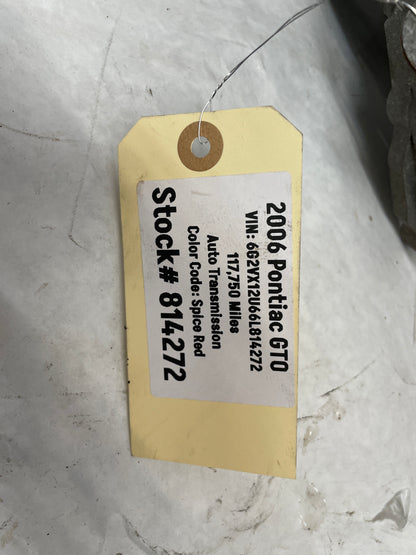 2006 Pontiac GTO
VIN: 6G2VX12U66L814272
117,750 Miles
Auto Transmission
Color Code: Spice Red
Stock# 814272